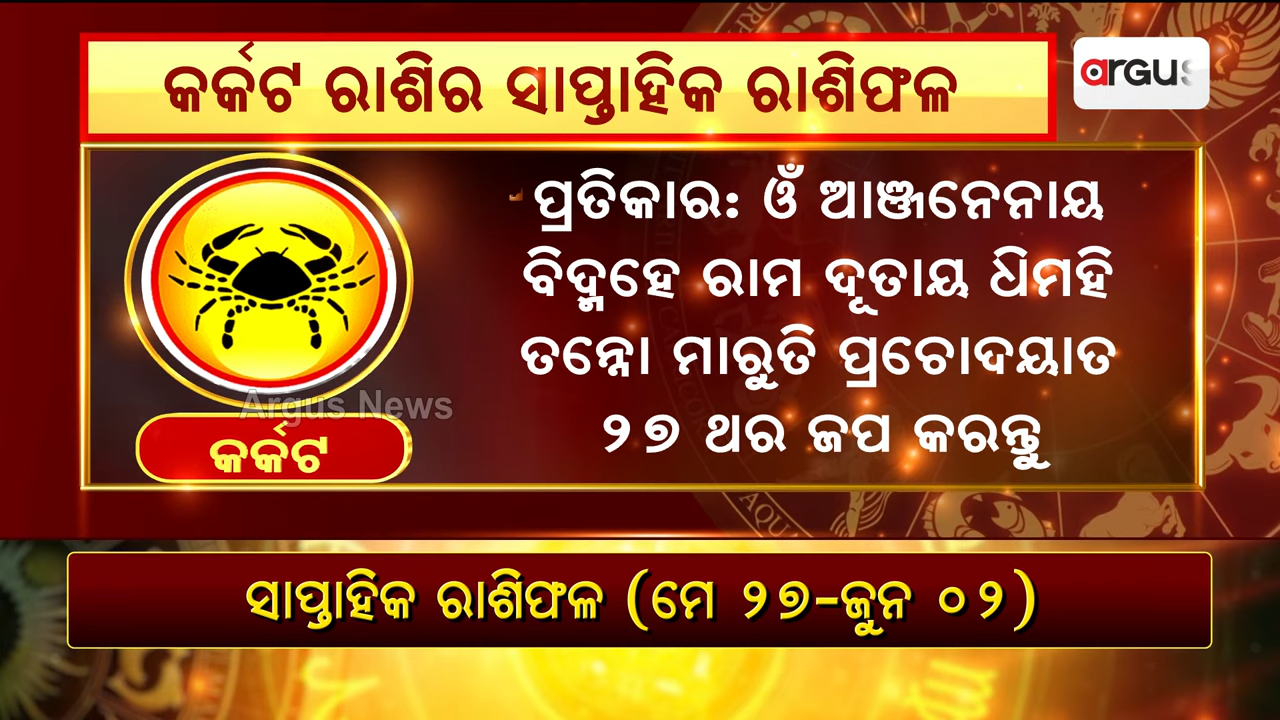 କର୍କଟ ରାଶିର ସାପ୍ତାହିକ ରାଶିଫଳ
argus
ପ୍ରତିକାର: ଓଁ ଆଞ୍ଜନେନାୟ
ବିଦ୍ମହେ ରାମ ଦୂତାୟ ଧିମହି
ତନ୍ନୋ ମାରୁତି ପ୍ରଚୋଦୟାତ
୨୭ ଥର ଜପ କରନ୍ତୁ
Argus News
କର୍କଟ
ସାପ୍ତାହିକ ରାଶିଫଳ (ମେ ୨୭-ଜୁନ ୦୨)